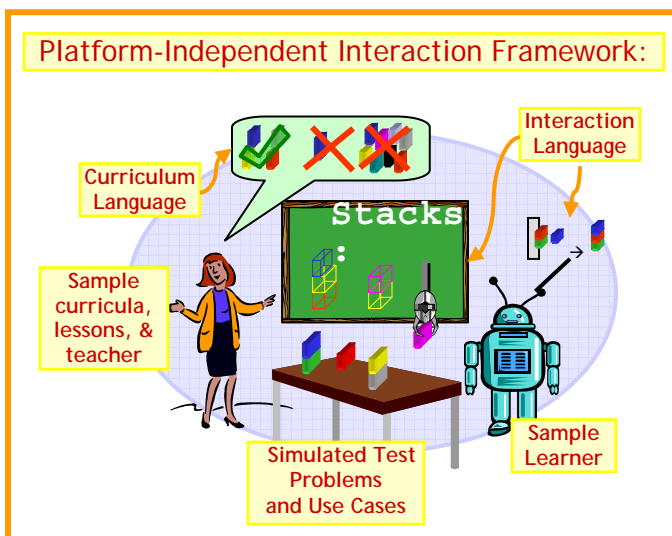 Platform-Independent Interaction Framework:
Interaction
Language
Curriculum
Language
Stacks
:
Sample
curricula,
lessons, &
teacher
Sample
Learner
Simulated Test
Problems
and Use Cases